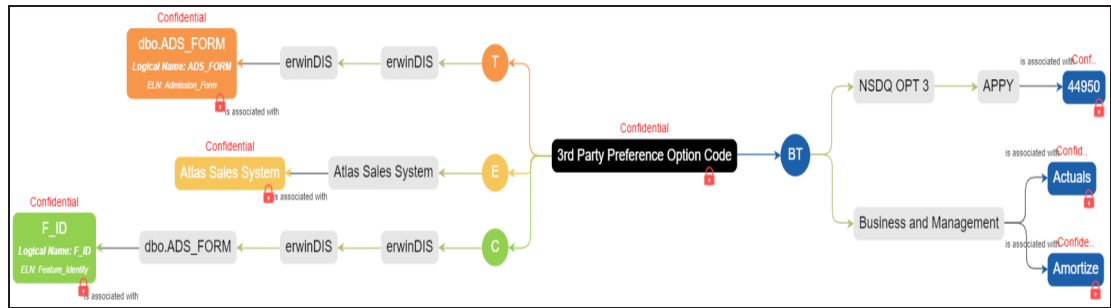 Confidential
dbo.ADS_FORM
Logical Name: ADS_FORM
ELN: Admission_Form
is associated with
erwinDIS
erwinDIS
T
Confidential
Atlas Sales System
is associated with
Atlas Sales System
E
Confidential
F_ID
Logical Name: F_ID
ELN: Feature_Identity
is associated with
dbo.ADS_FORM
erwinDIS
erwinDIS
C
Confidential
3rd Party Preference Option Code
BT
NSDQ OPT 3
APPY
is associated with
Conf..
44950
Business and Management
is associated with
Confid..
Actuals
is associated with
Confide..
Amortize